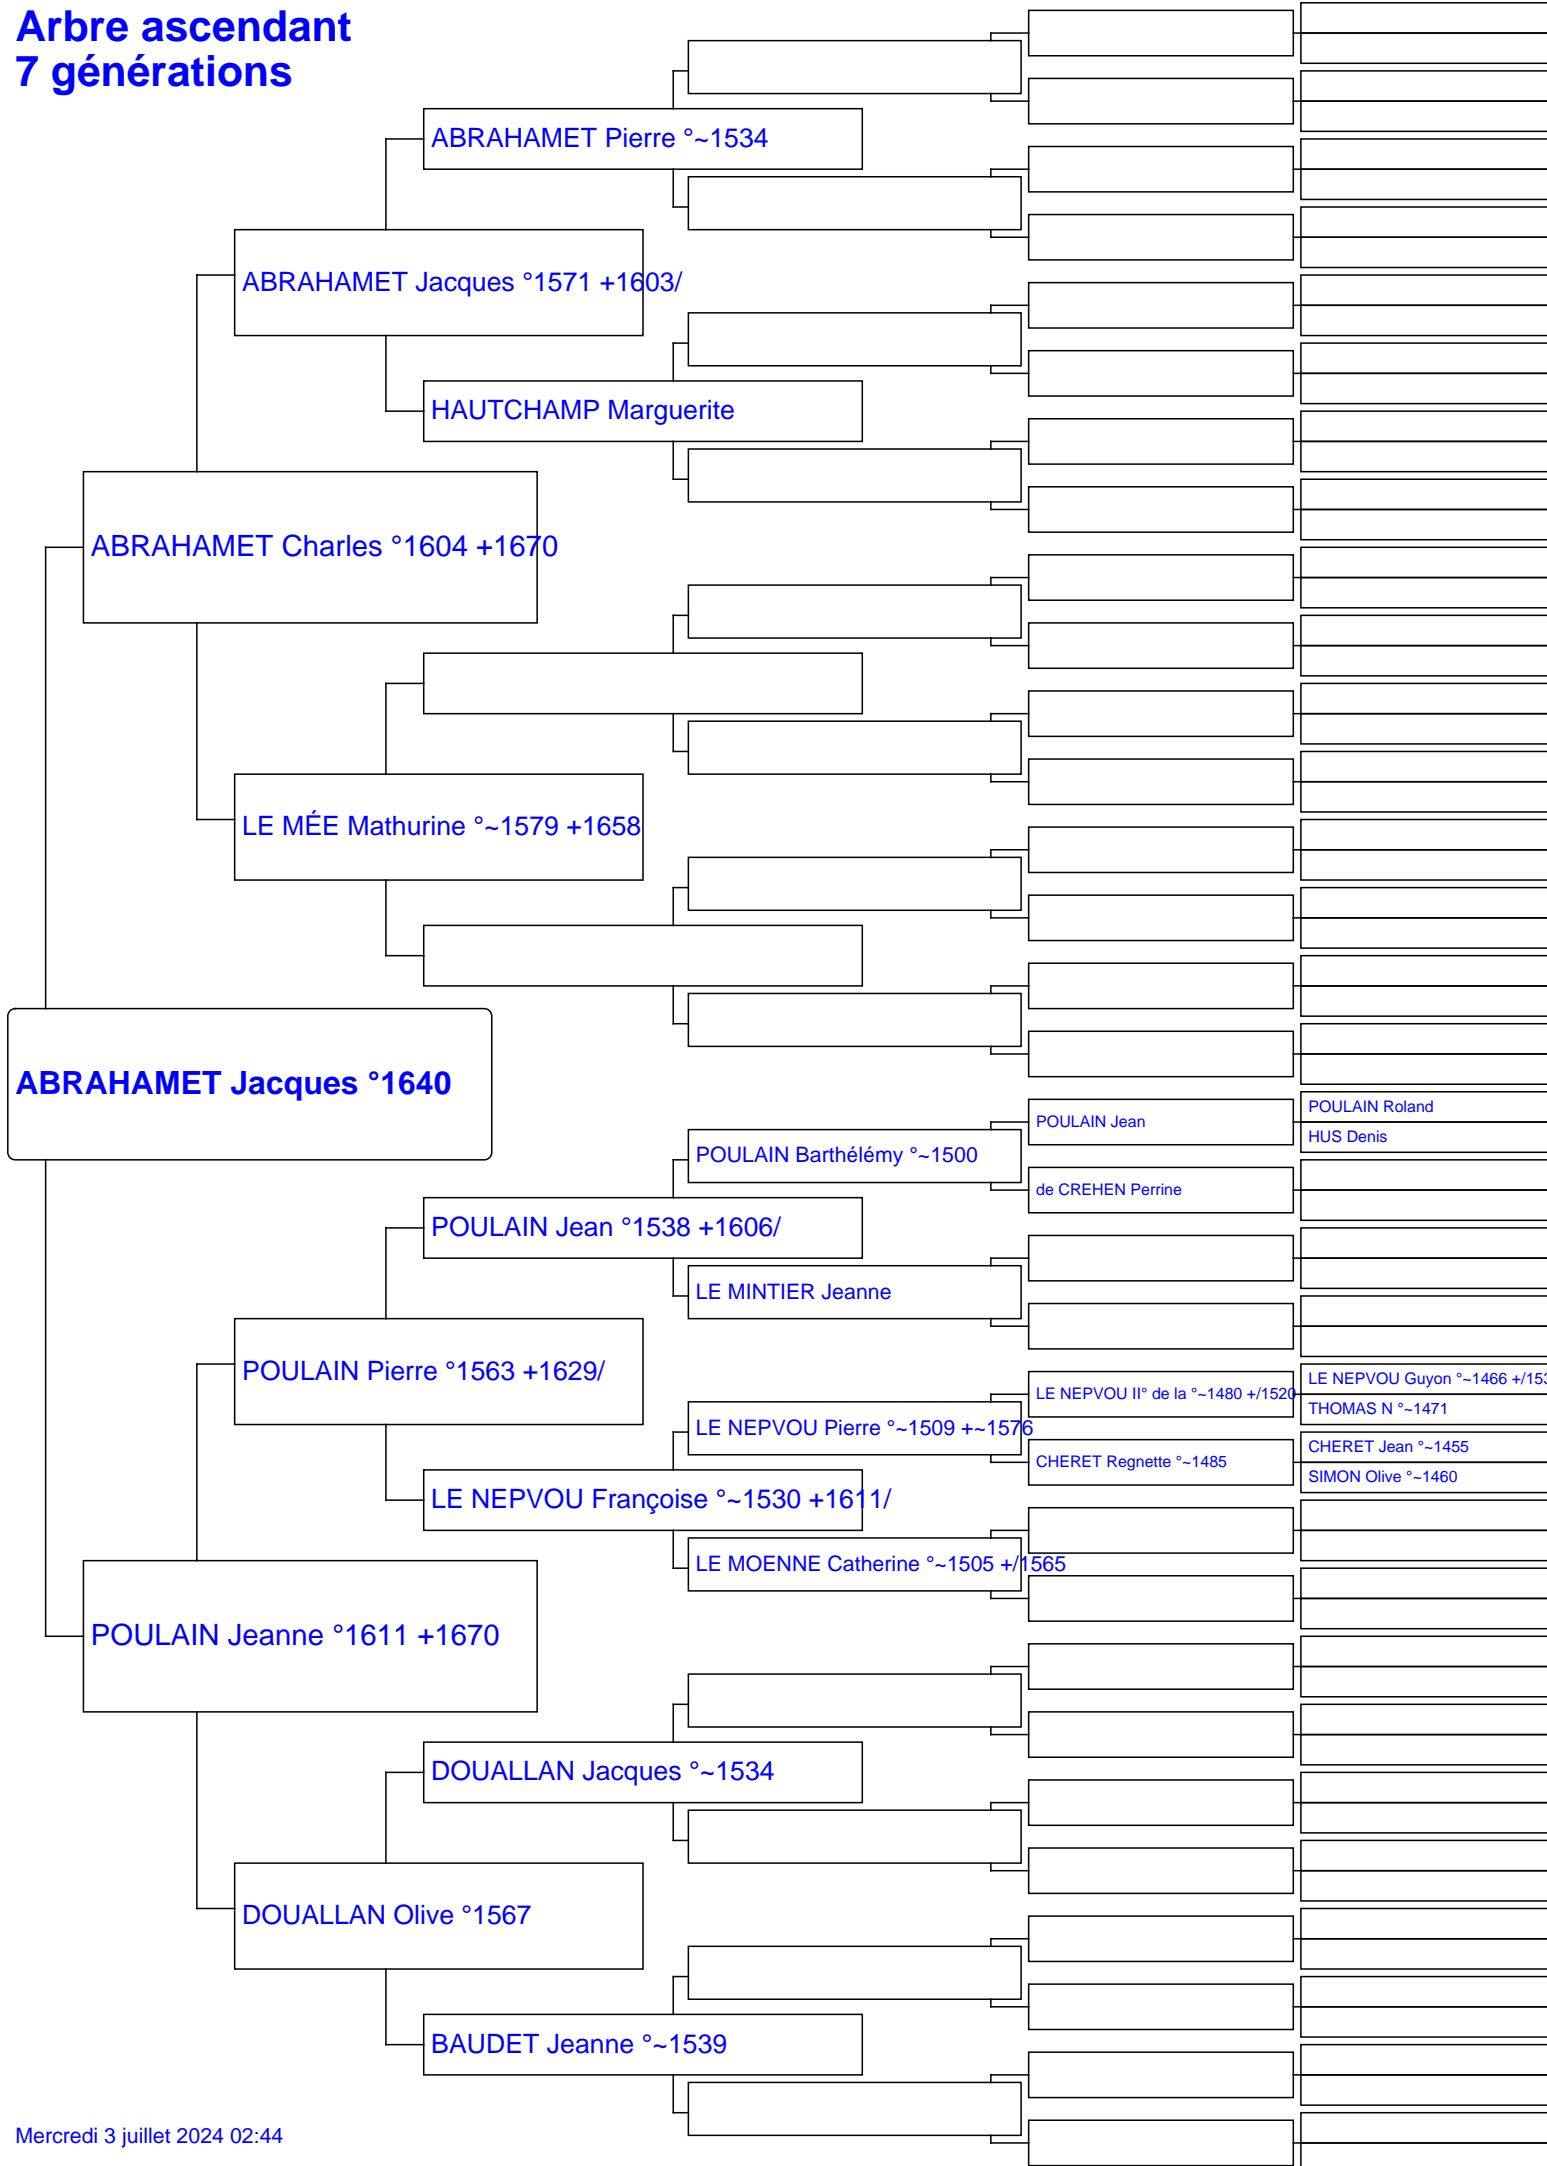 Arbre ascendant
7 générations
ABRAHAMET Pierre °~1534
ABRAHAMET Jacques °1571 +1603/
HAUTCHAMP Marguerite
ABRAHAMET Charles °1604 +1670
LE MÉE Mathurine °~1579 +1658
ABRAHAMET Jacques °1640
POULAIN Roland
POULAIN Jean
HUS Denis
POULAIN Barthélémy °~1500
de CREHEN Perrine
POULAIN Jean °1538 +1606/
LE MINTIER Jeanne
POULAIN Pierre °1563 +1629/
LE NEPVOU Guyon °~1466 +/153
LE NEPVOU II° de la °~1480 +/1520
THOMAS N °~1471
LE NEPVOU Pierre °~1509 +~1576
CHERET Jean °~1455
CHERET Regnette °~1485
SIMON Olive °~1460
LE NEPVOU Françoise °~1530 +1611/
LE MOENNE Catherine °~1505 +/1565
POULAIN Jeanne °1611 +1670
DOUALLAN Jacques °~1534
DOUALLAN Olive °1567
BAUDET Jeanne °~1539
Mercredi 3 juillet 2024 02:44